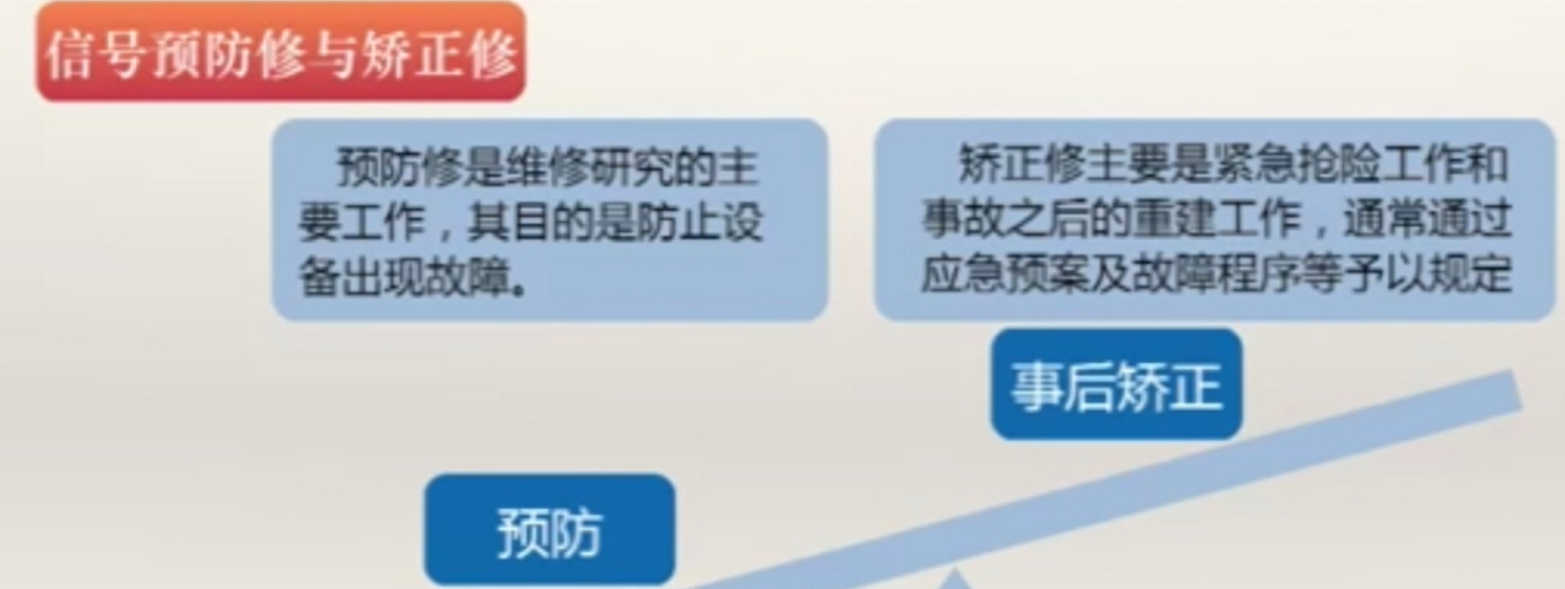 信号预防修与矫正修
预防修是维修研究的主
要工作，其目的是防止设
备出现故障。
矫正修主要是紧急抢险工作和
事故之后的重建工作，通常通过
应急预案及故障程序等予以规定
事后矫正
预防